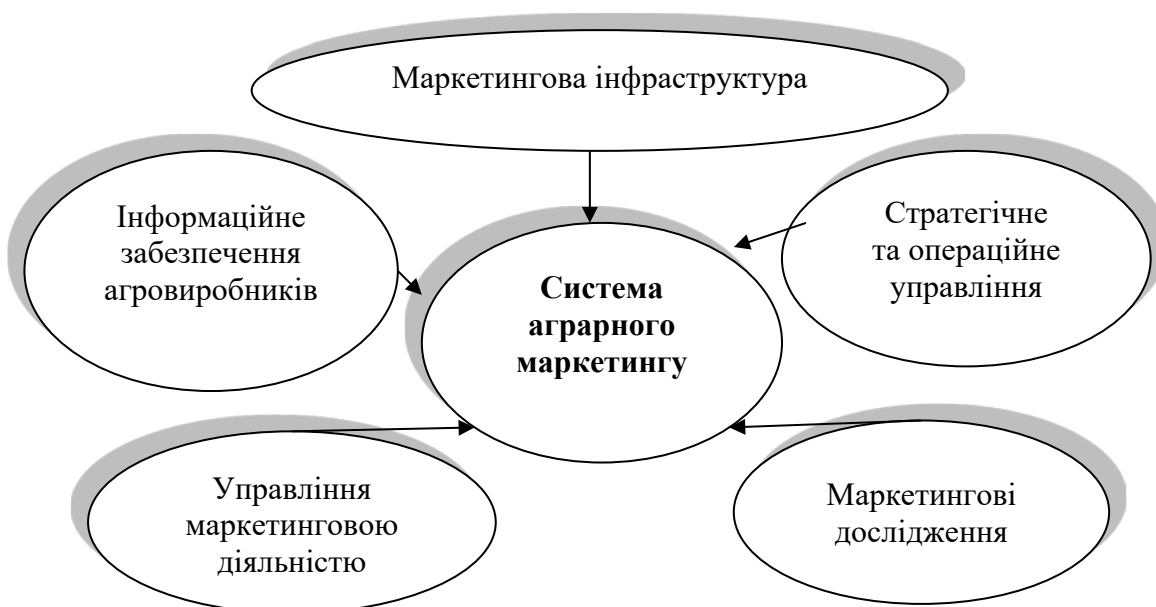 Маркетингова інфраструктура
Інформаційне
забезпечення
агровиробників
Стратегічне
та операційне
управління
Система
аграрного
маркетингу
Управління
маркетинговою
діяльністю
Маркетингові
дослідження